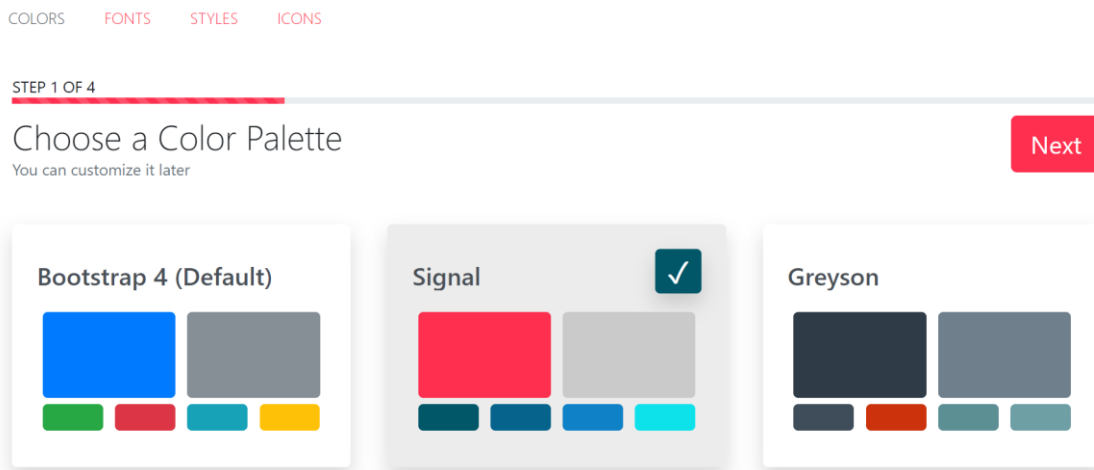 COLORS FONTS STYLES ICONS
STEP 1 OF 4
Choose a Color Palette
You can customize it later
Next
Bootstrap 4 (Default)
Signal
Greyson